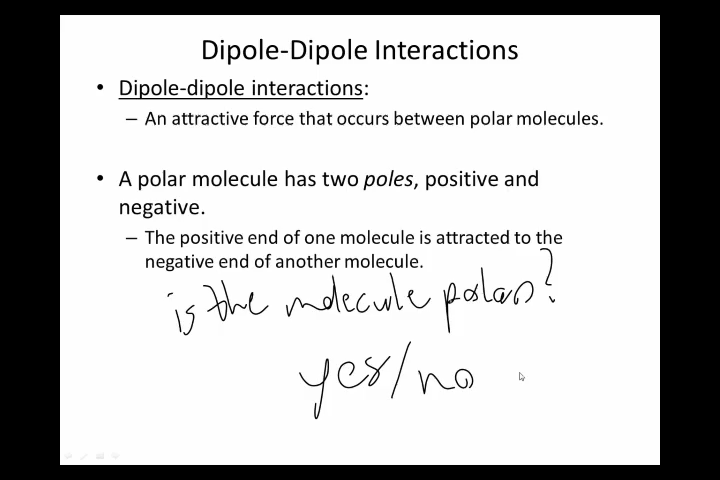 Dipole-Dipole Interactions
• Dipole-dipole interactions:
– An attractive force that occurs between polar molecules.
• A polar molecule has two poles, positive and
negative.
– The positive end of one molecule is attracted to the
negative end of another molecule.
is the molecule polar?
yes/no